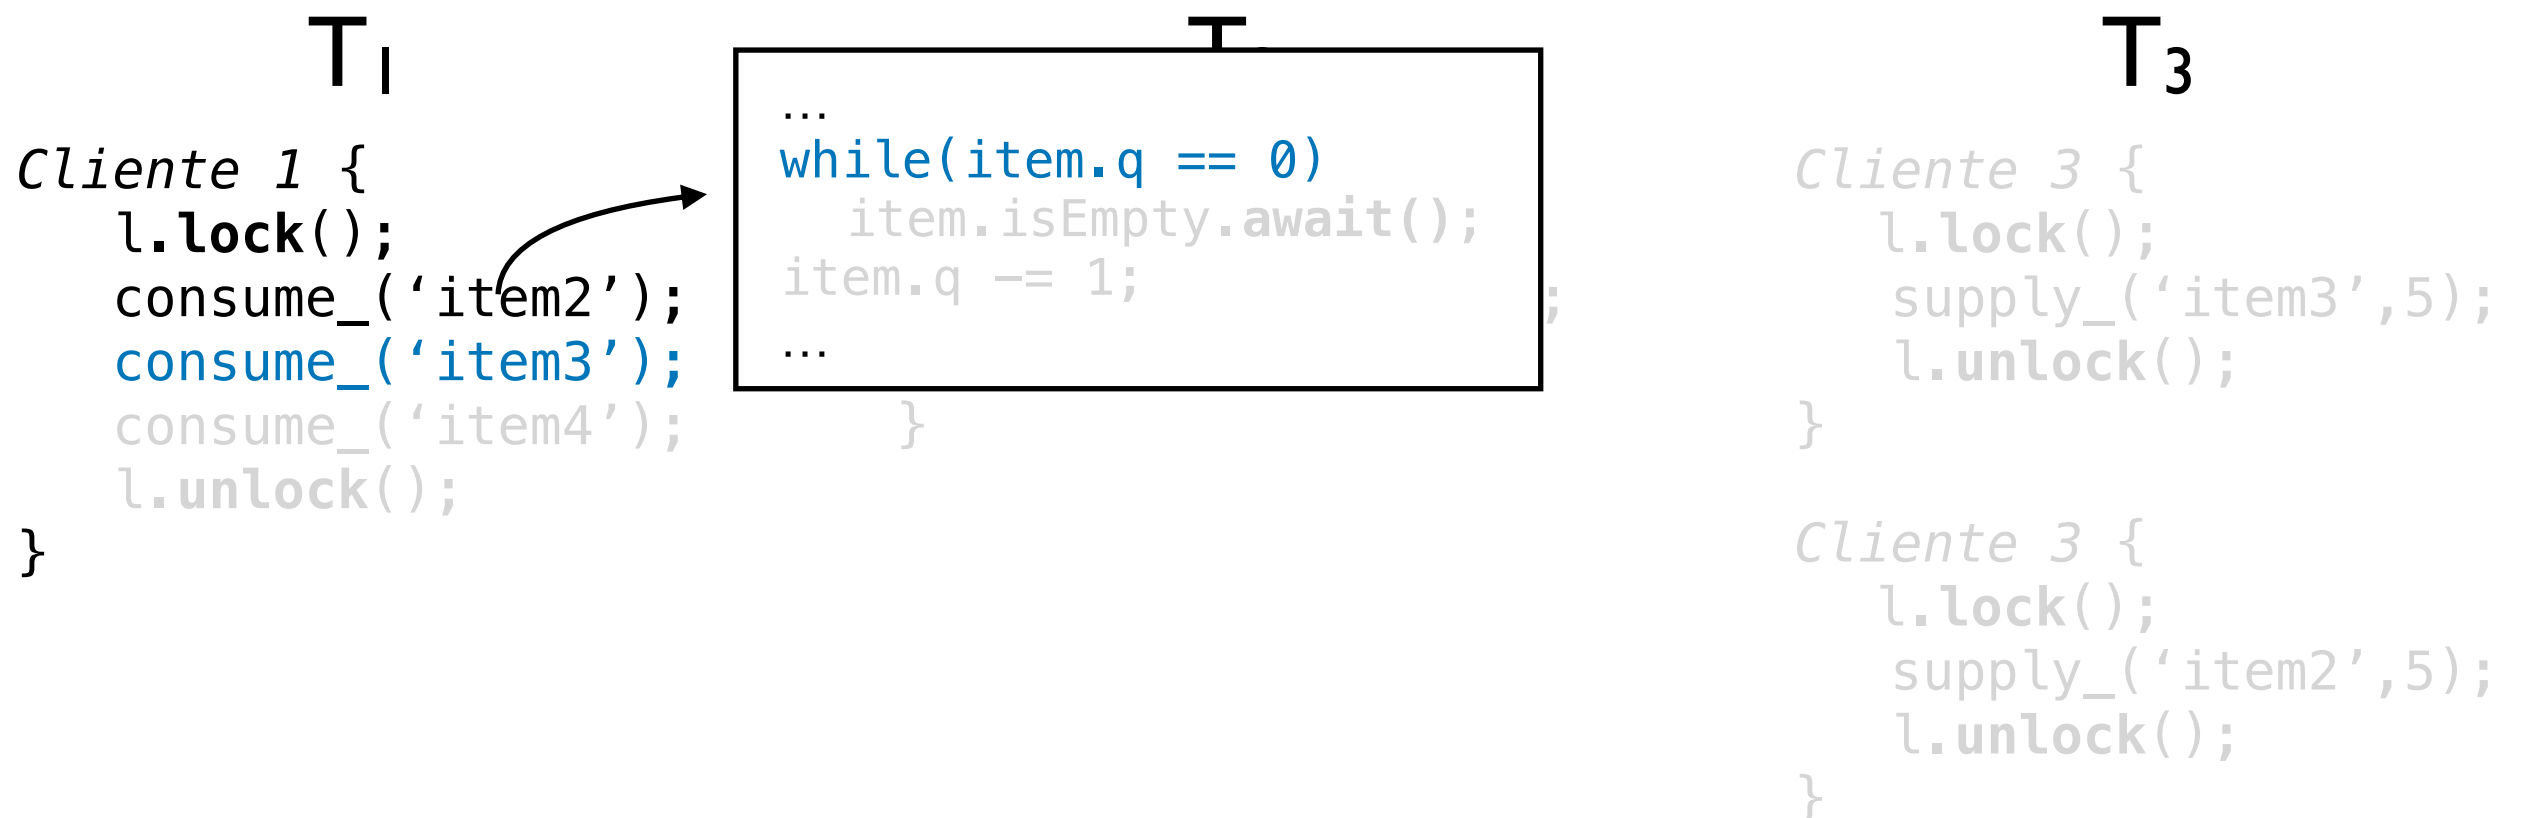 T1
Cliente 1 {
l.lock();
consume_(‘item2’);
consume_(‘item3’);
consume_(‘item4’);
l.unlock();
}
T
…
while(item.q == 0)
item.isEmpty.await();
item.q -= 1;
…
;
}
T3
Cliente 3 {
l.lock();
supply_(‘item3’,5);
l.unlock();
}
Cliente 3 {
l.lock();
supply_(‘item2’,5);
l.unlock();
}